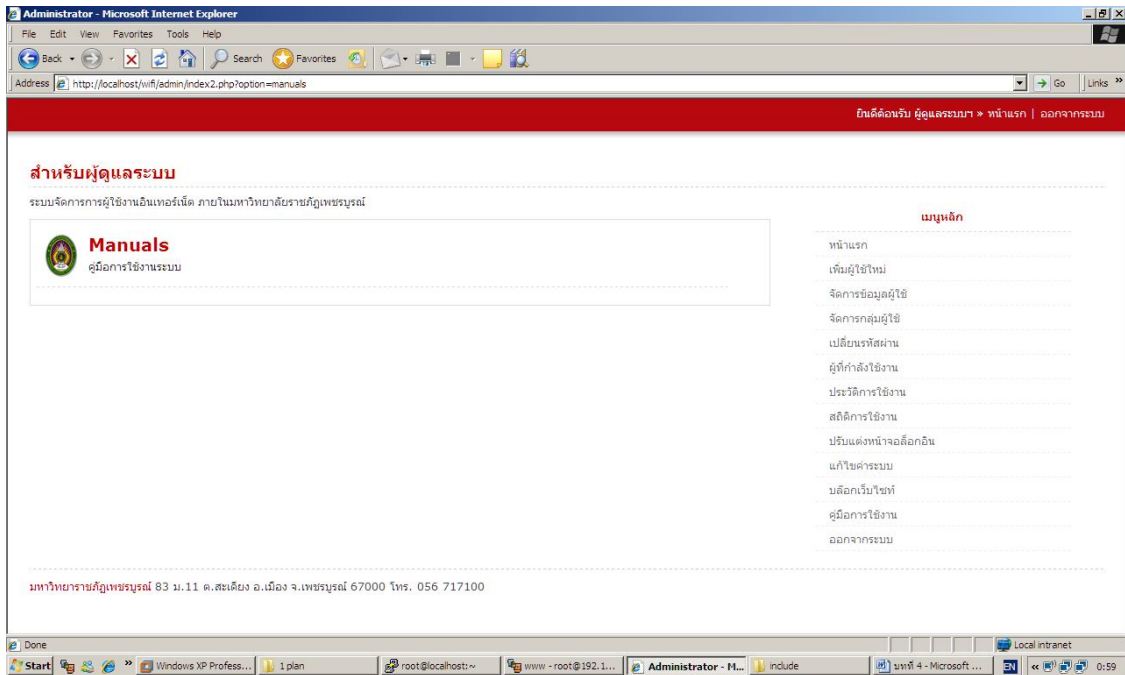 Administrator - Microsoft Internet Explorer
File Edit View Favorites Tools Help
Back Search Favorites
Address http://localhost/wifi/admin/index2.php?option=manuals Go Links »
ยินดีต้อนรับ ผู้ดูแลระบบฯ » หน้าแรก | ออกจากระบบ
สำหรับผู้ดูแลระบบ
ระบบจัดการการผู้ใช้งานอินเทอร์เน็ต ภายในมหาวิทยาลัยราชภัฏเพชรบูรณ์
Manuals
คู่มือการใช้งานระบบ
เมนูหลัก
หน้าแรก
เพิ่มผู้ใช้ใหม่
จัดการข้อมูลผู้ใช้
จัดการกลุ่มผู้ใช้
เปลี่ยนรหัสผ่าน
ผู้ที่กำลังใช้งาน
ประวัติการใช้งาน
สถิติการใช้งาน
ปรับแต่งหน้าจอล็อกอิน
แก้ไขค่าระบบ
บล๊อกเว็บไซท์
คู่มือการใช้งาน
ออกจากระบบ
มหาวิทยาราชภัฏเพชรบูรณ์ 83 ม.11 ต.สะเดียง อ.เมือง จ.เพชรบูรณ์ 67000 โทร. 056 717100
Done Local intranet
Start » Windows XP Profess... 1 plan root@localhost:~ www - root@192.1... Administrator - M... include บทที่ 4 - Microsoft ... EN « 0:59